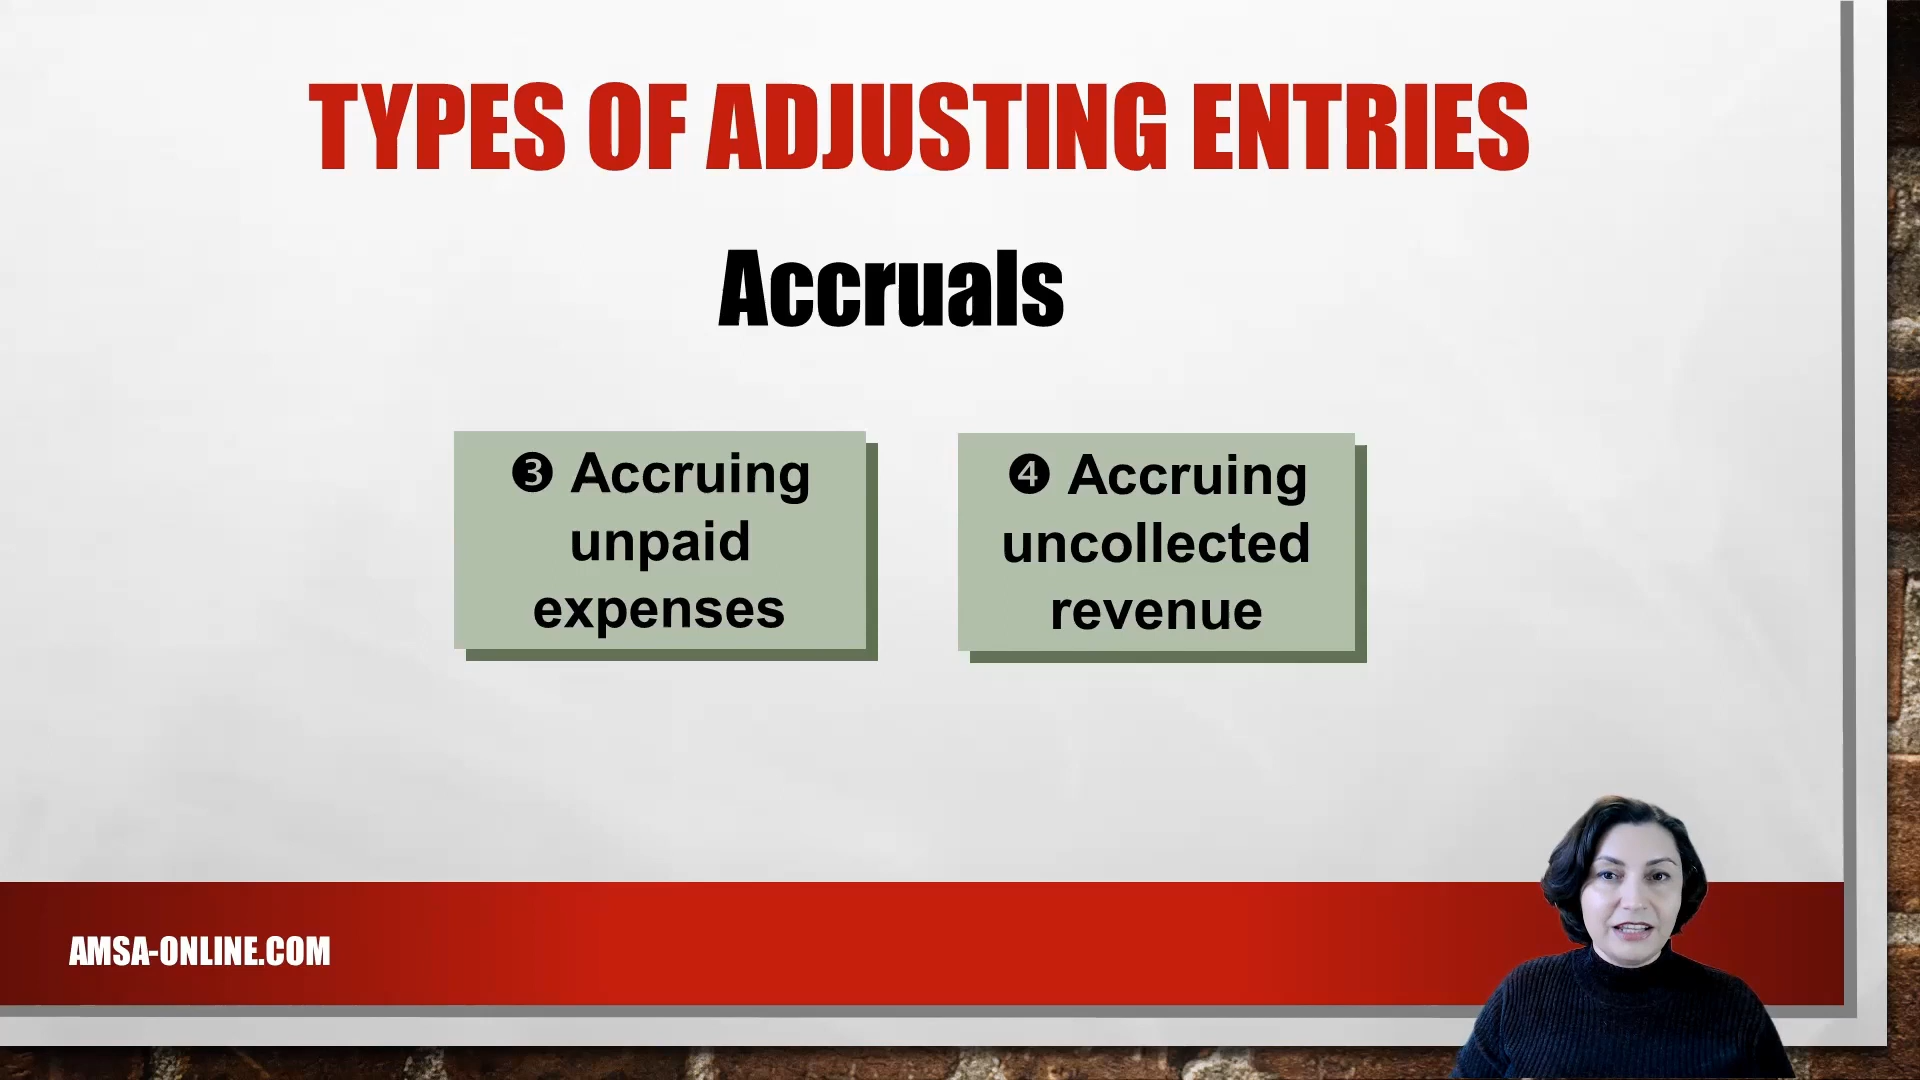 TYPES OF ADJUSTING ENTRIES
Accruals
❸ Accruing
unpaid
expenses
❹ Accruing
uncollected
revenue
AMSA-ONLINE.COM